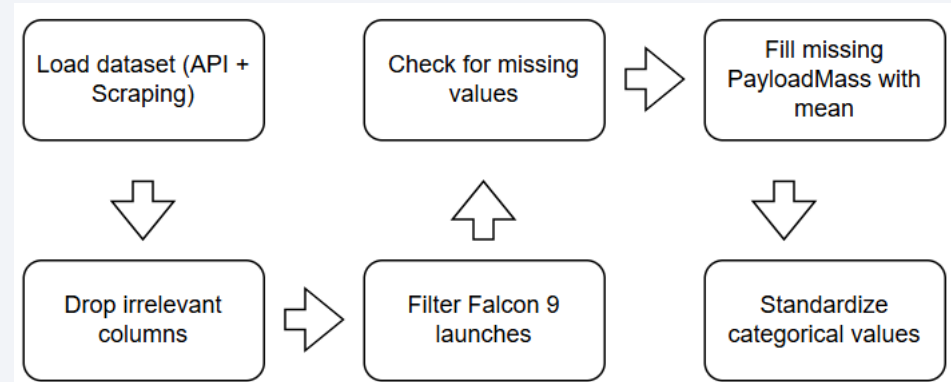 Load dataset (API +
Scraping)
Drop irrelevant
columns
Filter Falcon 9
launches
Check for missing
values
Fill missing
PayloadMass with
mean
Standardize
categorical values